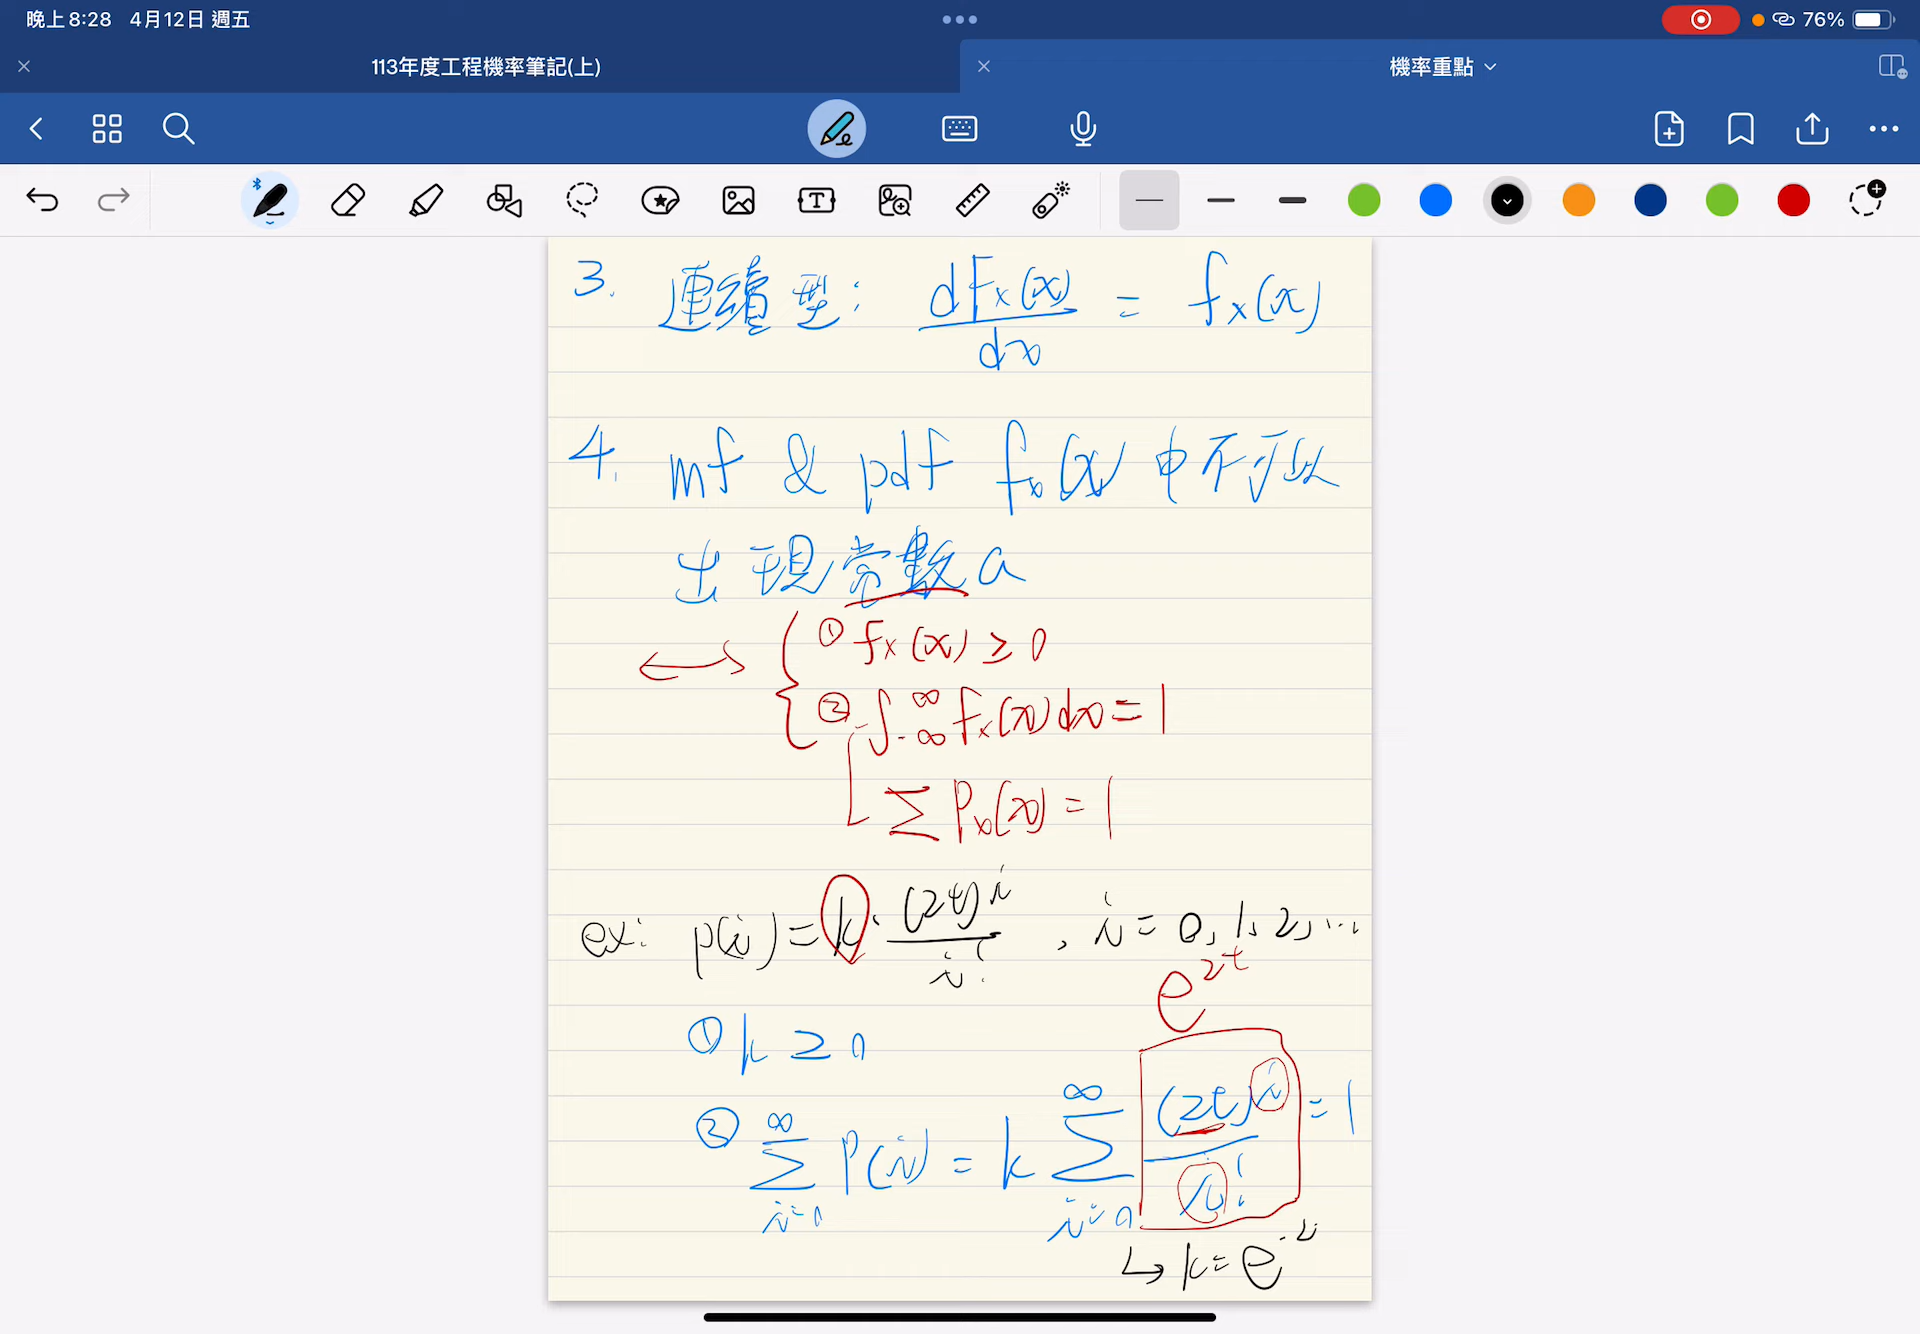 晚上8:28 4月12日 週五
76%
113年度工程機率筆記(上)
機率重點
3. 連續型: dFx(x)/dx = fx(x)
4. mf & pdf fx(x) 中不可以
出現常數a
① fx(x) ≥ 0
② ∫-∞^∞ fx(x)dx = 1
∑ Px(x) = 1
ex: p(i) = k · (2t)^i / i! , i = 0, 1, 2, ...
e^2t
① k ≥ 0
② ∑_{i=0}^∞ P(i) = k ∑_{i=0}^∞ (2t)^i / i! = 1
↳ k = e